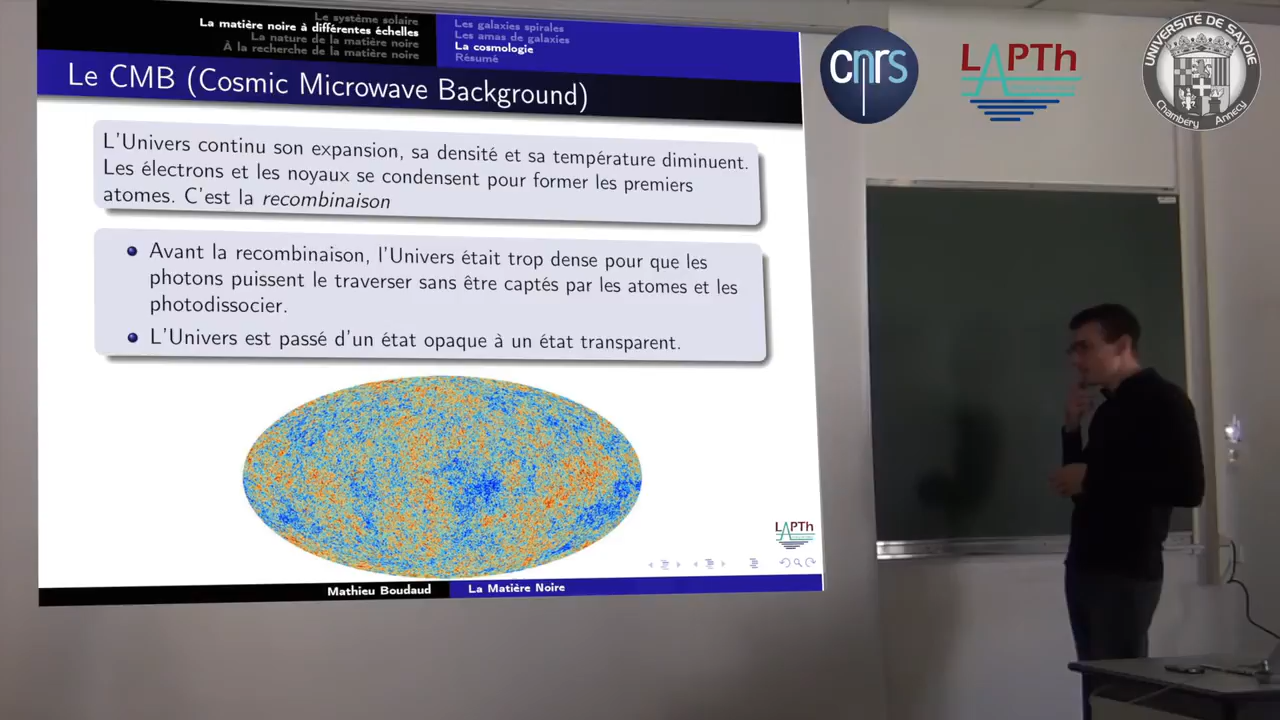 Le système solaire
La matière noire à différentes échelles
La nature de la matière noire
À la recherche de la matière noire
Les galaxies spirales
Les amas de galaxies
La cosmologie
Résumé
Le CMB (Cosmic Microwave Background)
L'Univers continu son expansion, sa densité et sa température diminuent.
Les électrons et les noyaux se condensent pour former les premiers
atomes. C'est la recombinaison
Avant la recombinaison, l'Univers était trop dense pour que les
photons puissent le traverser sans être captés par les atomes et les
photodissocier.
L'Univers est passé d'un état opaque à un état transparent.
LAPTh
Mathieu Boudaud
La Matière Noire
cnrs
LAPTh
UNIVERSITÉ DE SAVOIE
Chambéry Annecy